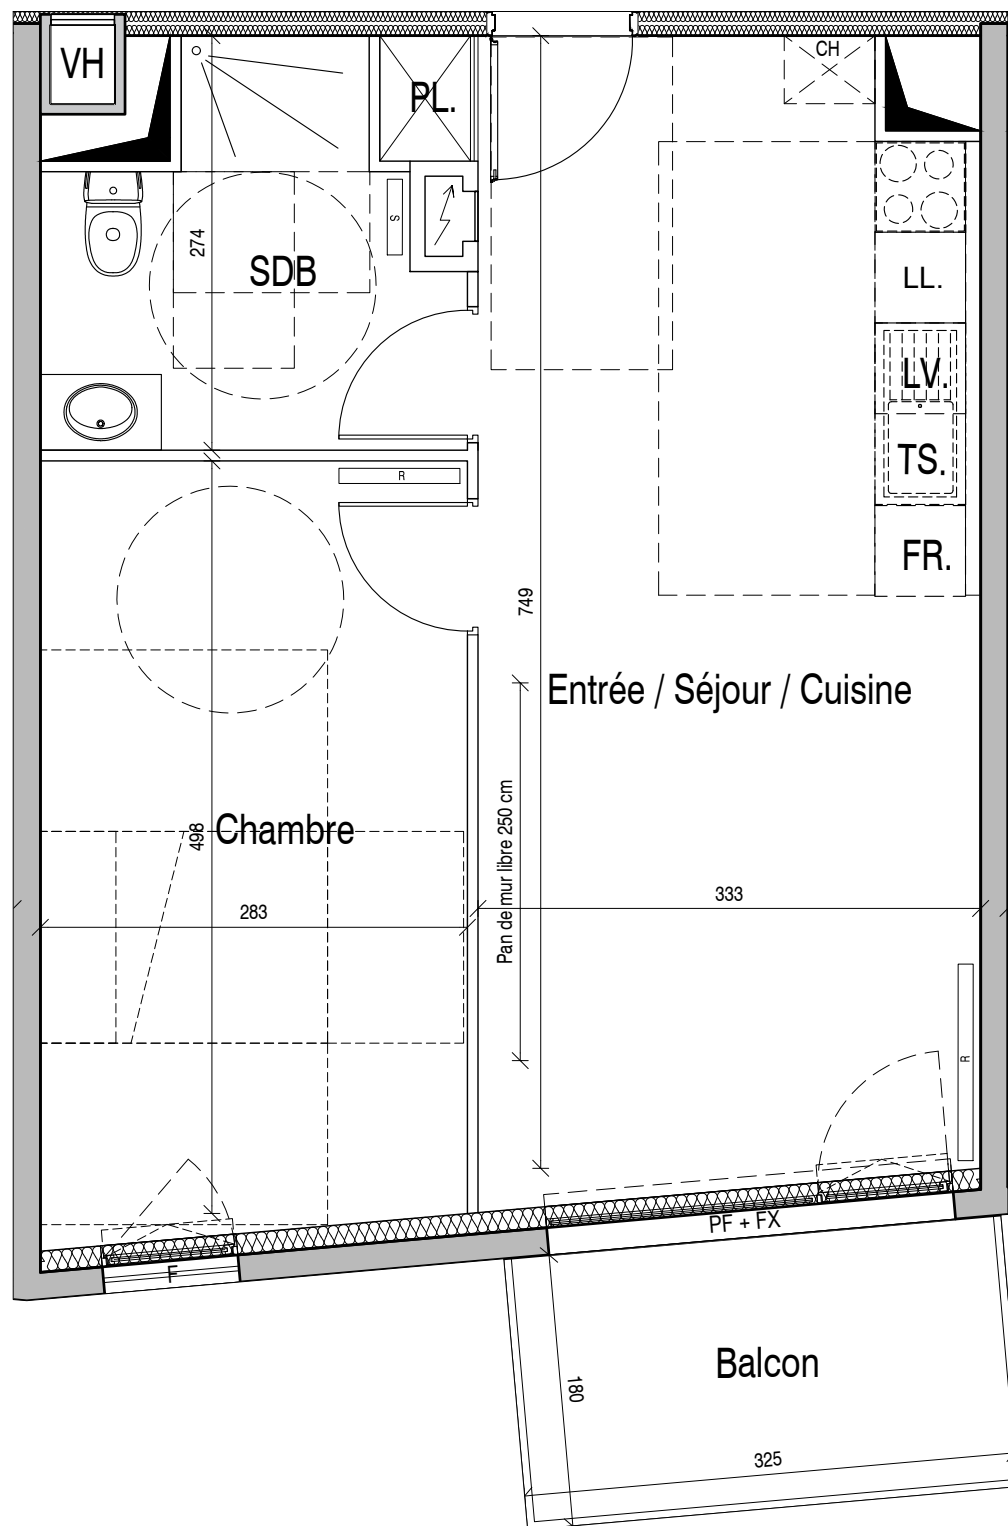 VH
PL.
CH
S
274
SDB
LL.
LV.
TS.
FR.
R
749
Entrée / Séjour / Cuisine
Chambre
498
Pan de mur libre 250 cm
283
333
R
PF + FX
F
Balcon
180
325